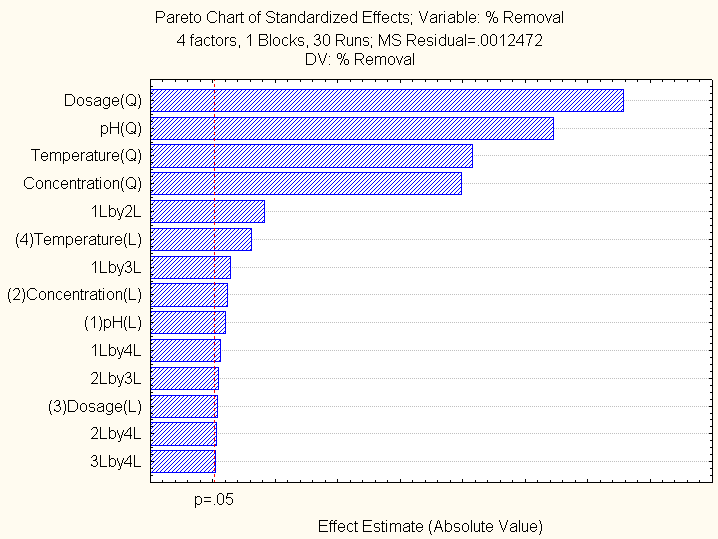 Pareto Chart of Standardized Effects; Variable: % Removal
4 factors, 1 Blocks, 30 Runs; MS Residual=.0012472
DV: % Removal
Dosage(Q)
pH(Q)
Temperature(Q)
Concentration(Q)
1Lby2L
(4)Temperature(L)
1Lby3L
(2)Concentration(L)
(1)pH(L)
1Lby4L
2Lby3L
(3)Dosage(L)
2Lby4L
3Lby4L
p=.05
Effect Estimate (Absolute Value)